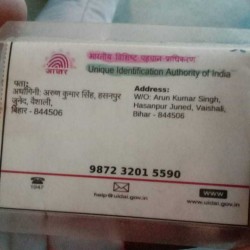 भारतीय विशिष्ट पहचान प्राधिकरण
Unique Identification Authority of India
आधार
पता:
अर्धांगिनी: अरुण कुमार सिंह, हसनपुर
जुनेद, वैशाली,
बिहार - 844506
Address:
W/O: Arun Kumar Singh,
Hasanpur Juned, Vaishali,
Bihar - 844506
9872 3201 5590
1947
help@uidai.gov.in
www
www.uidai.gov.in